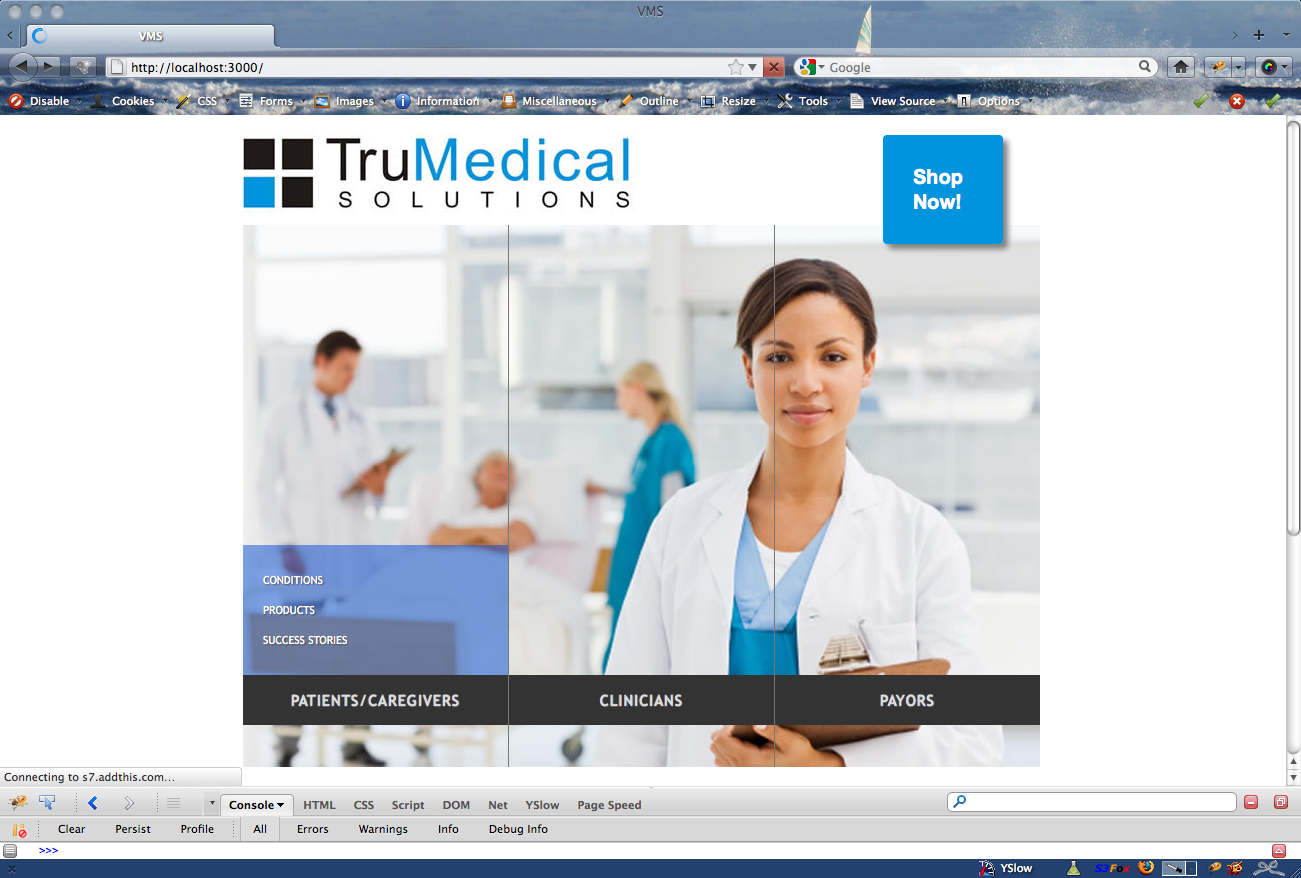 VMS
VMS
http://localhost:3000/
Google
Disable Cookies CSS Forms Images Information Miscellaneous Outline Resize Tools View Source Options
TruMedical
SOLUTIONS
Shop
Now!
CONDITIONS
PRODUCTS
SUCCESS STORIES
PATIENTS/CAREGIVERS CLINICIANS PAYORS
Connecting to s7.addthis.com...
Console HTML CSS Script DOM Net YSlow Page Speed
Clear Persist Profile All Errors Warnings Info Debug Info
>>>
YSlow S3Fox